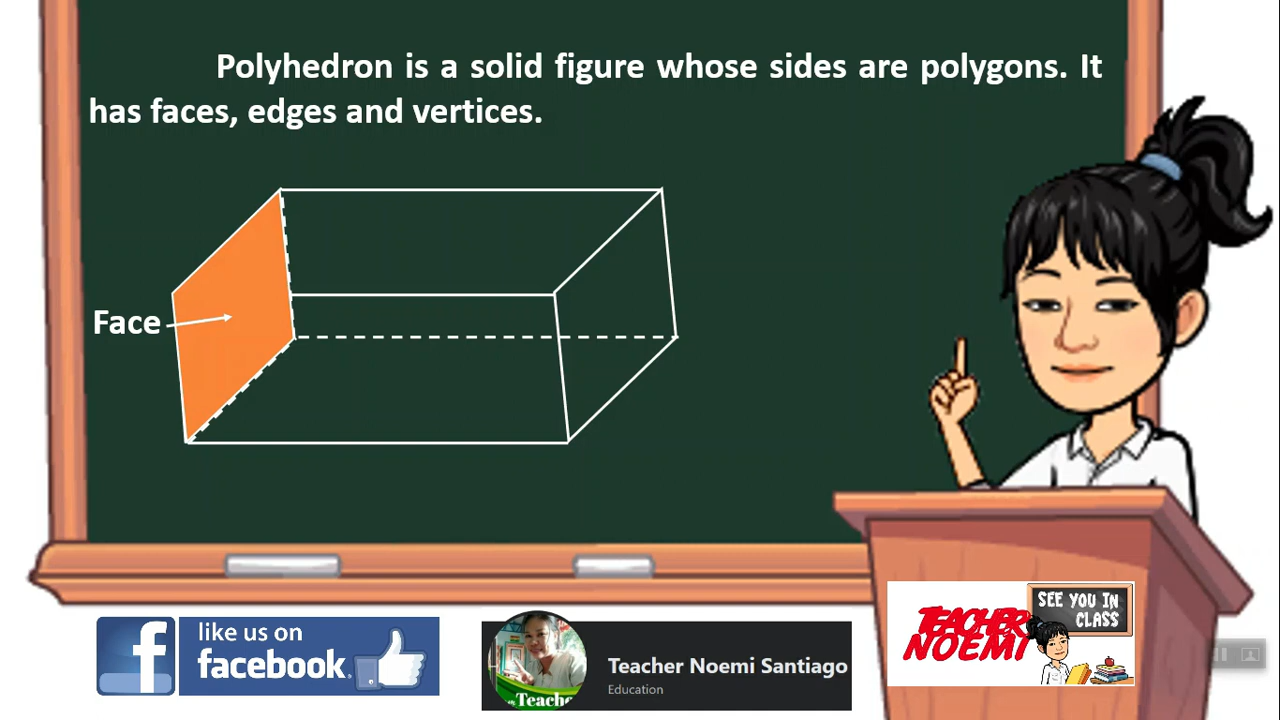 Polyhedron is a solid figure whose sides are polygons. It
has faces, edges and vertices.
Face
like us on
facebook
Teacher Noemi Santiago
Education
TEACHER
NOEMI
SEE YOU IN
CLASS